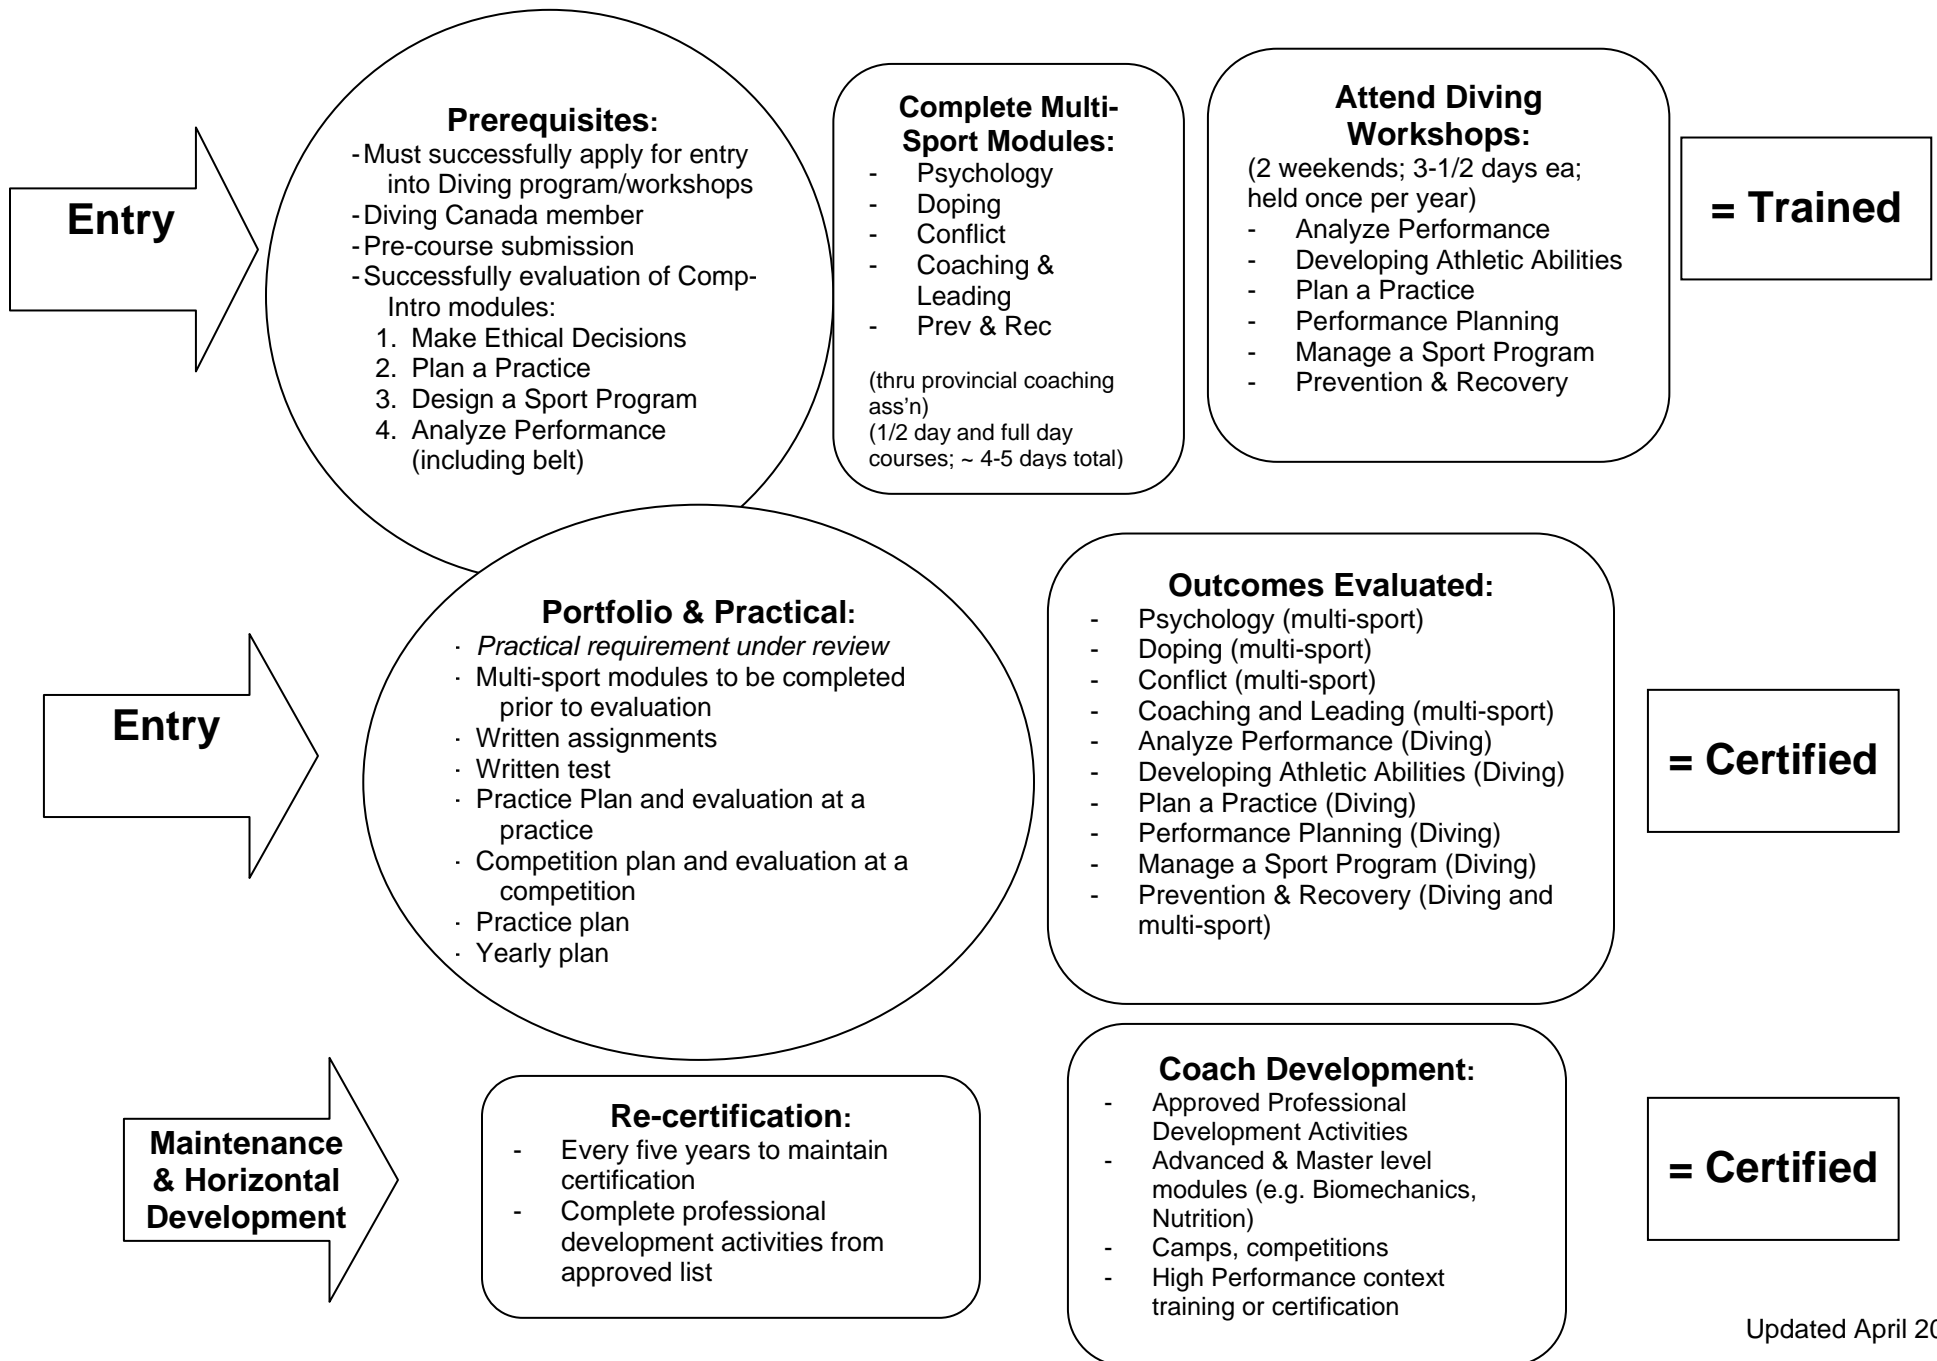 Entry
Prerequisites:
-Must successfully apply for entry
into Diving program/workshops
-Diving Canada member
-Pre-course submission
-Successfully evaluation of Comp-
Intro modules:
1. Make Ethical Decisions
2. Plan a Practice
3. Design a Sport Program
4. Analyze Performance
(including belt)
Complete Multi-
Sport Modules:
- Psychology
- Doping
- Conflict
- Coaching &
Leading
- Prev & Rec
(thru provincial coaching
ass'n)
(1/2 day and full day
courses; ~ 4-5 days total)
Attend Diving
Workshops:
(2 weekends; 3-1/2 days ea;
held once per year)
- Analyze Performance
- Developing Athletic Abilities
- Plan a Practice
- Performance Planning
- Manage a Sport Program
- Prevention & Recovery
= Trained
Entry
Portfolio & Practical:
· Practical requirement under review
· Multi-sport modules to be completed
prior to evaluation
· Written assignments
· Written test
· Practice Plan and evaluation at a
practice
· Competition plan and evaluation at a
competition
· Practice plan
· Yearly plan
Outcomes Evaluated:
- Psychology (multi-sport)
- Doping (multi-sport)
- Conflict (multi-sport)
- Coaching and Leading (multi-sport)
- Analyze Performance (Diving)
- Developing Athletic Abilities (Diving)
- Plan a Practice (Diving)
- Performance Planning (Diving)
- Manage a Sport Program (Diving)
- Prevention & Recovery (Diving and
multi-sport)
= Certified
Maintenance
& Horizontal
Development
Re-certification:
- Every five years to maintain
certification
- Complete professional
development activities from
approved list
Coach Development:
- Approved Professional
Development Activities
- Advanced & Master level
modules (e.g. Biomechanics,
Nutrition)
- Camps, competitions
- High Performance context
training or certification
= Certified
Updated April